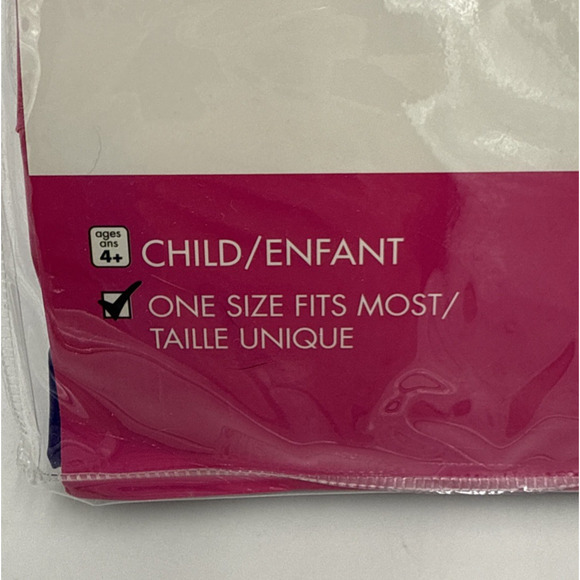 ages
ans
4+
CHILD/ENFANT
ONE SIZE FITS MOST/
TAILLE UNIQUE